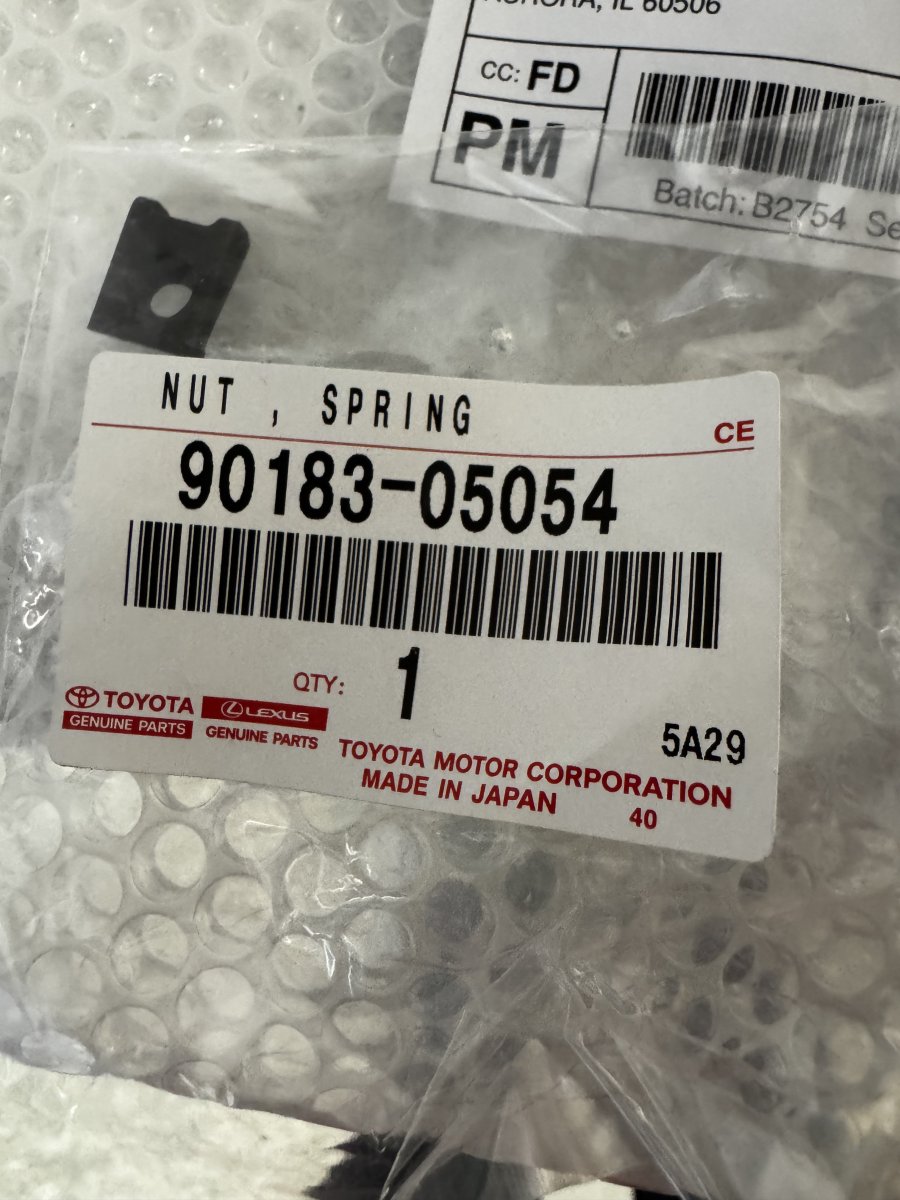 AURORA, IL 60506
CC: FD
PM
Batch: B2754
NUT , SPRING
CE
90183-05054
QTY: 1
TOYOTA
GENUINE PARTS
LEXUS
GENUINE PARTS
5A29
TOYOTA MOTOR CORPORATION
MADE IN JAPAN 40